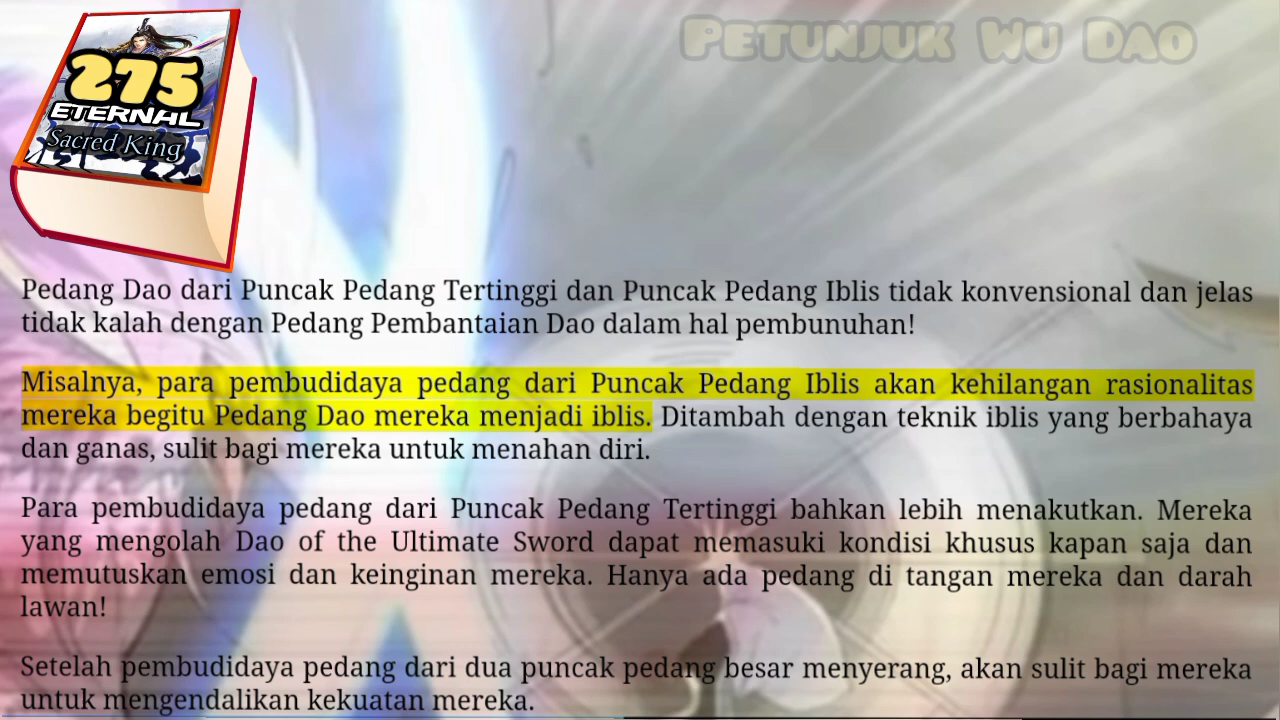 Petunjuk Wu Dao
275
ETERNAL
Sacred King
Pedang Dao dari Puncak Pedang Tertinggi dan Puncak Pedang Iblis tidak konvensional dan jelas
tidak kalah dengan Pedang Pembantaian Dao dalam hal pembunuhan!
Misalnya, para pembudidaya pedang dari Puncak Pedang Iblis akan kehilangan rasionalitas
mereka begitu Pedang Dao mereka menjadi iblis. Ditambah dengan teknik iblis yang berbahaya
dan ganas, sulit bagi mereka untuk menahan diri.
Para pembudidaya pedang dari Puncak Pedang Tertinggi bahkan lebih menakutkan. Mereka
yang mengolah Dao of the Ultimate Sword dapat memasuki kondisi khusus kapan saja dan
memutuskan emosi dan keinginan mereka. Hanya ada pedang di tangan mereka dan darah
lawan!
Setelah pembudidaya pedang dari dua puncak pedang besar menyerang, akan sulit bagi mereka
untuk mengendalikan kekuatan mereka.